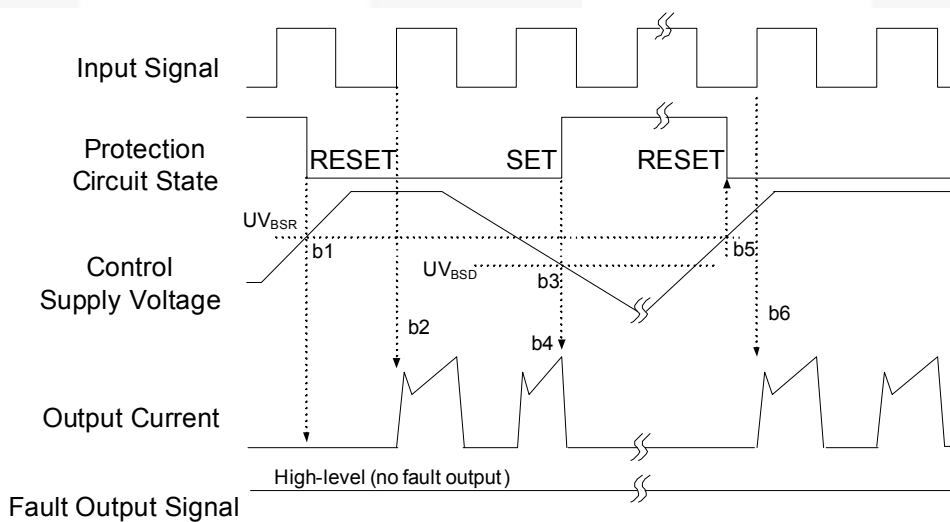 Input Signal
Protection
Circuit State
RESET
SET
RESET
UVBSR
b1
b5
Control
Supply Voltage
UVBSD
b3
b2
b4
b6
Output Current
High-level (no fault output)
Fault Output Signal